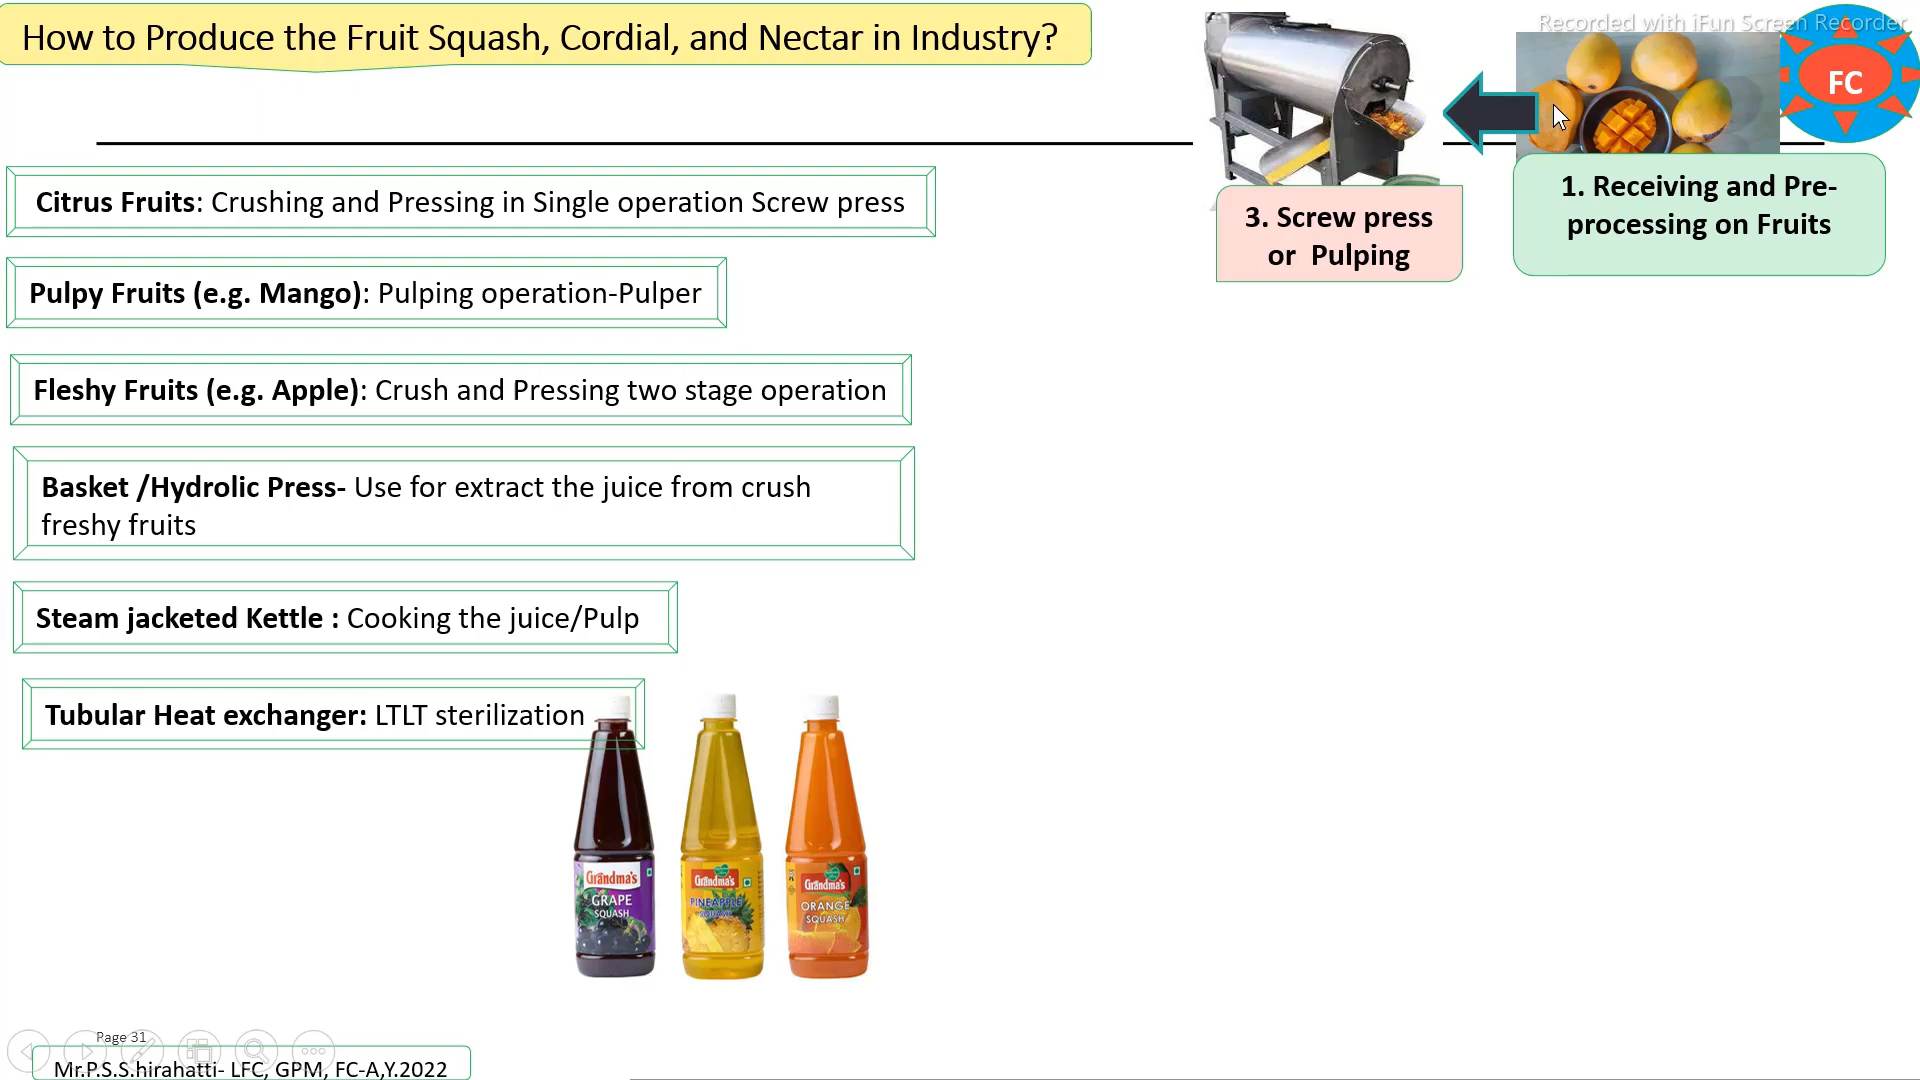 How to Produce the Fruit Squash, Cordial, and Nectar in Industry?
Recorded with iFun Screen Recorder
FC
Citrus Fruits: Crushing and Pressing in Single operation Screw press
3. Screw press
or Pulping
1. Receiving and Pre-
processing on Fruits
Pulpy Fruits (e.g. Mango): Pulping operation-Pulper
Fleshy Fruits (e.g. Apple): Crush and Pressing two stage operation
Basket /Hydrolic Press- Use for extract the juice from crush
freshy fruits
Steam jacketed Kettle : Cooking the juice/Pulp
Tubular Heat exchanger: LTLT sterilization
Grandma's
GRAPE
SQUASH
Grandma's
PINEAPPLE
SQUASH
Grandma's
ORANGE
SQUASH
Page 31
Mr.P.S.S.hirahatti- LFC, GPM, FC-A,Y.2022